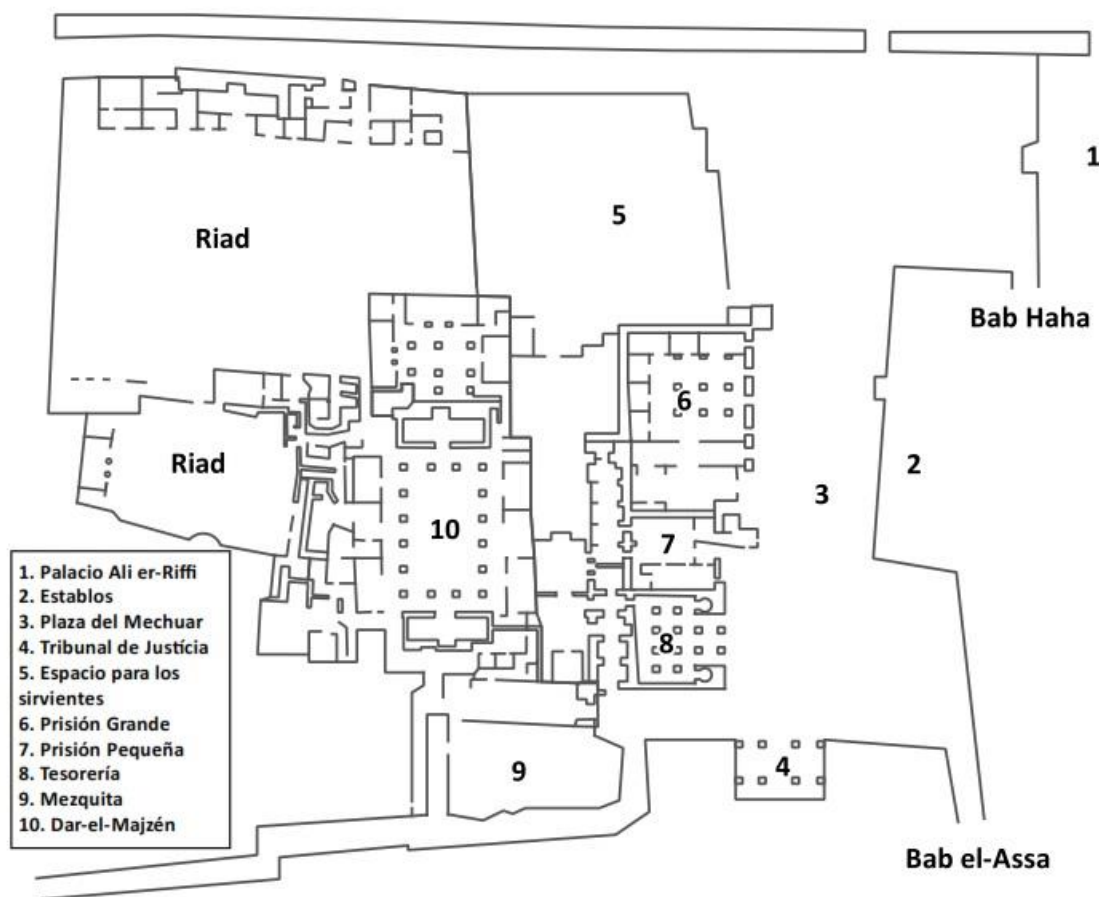 1
Riad
5
Bab Haha
6
Riad
2
3
10
7
8
9
4
Bab el-Assa
1. Palacio Ali er-Riffi
2. Establos
3. Plaza del Mechuar
4. Tribunal de Justícia
5. Espacio para los
sirvientes
6. Prisión Grande
7. Prisión Pequeña
8. Tesorería
9. Mezquita
10. Dar-el-Majzén